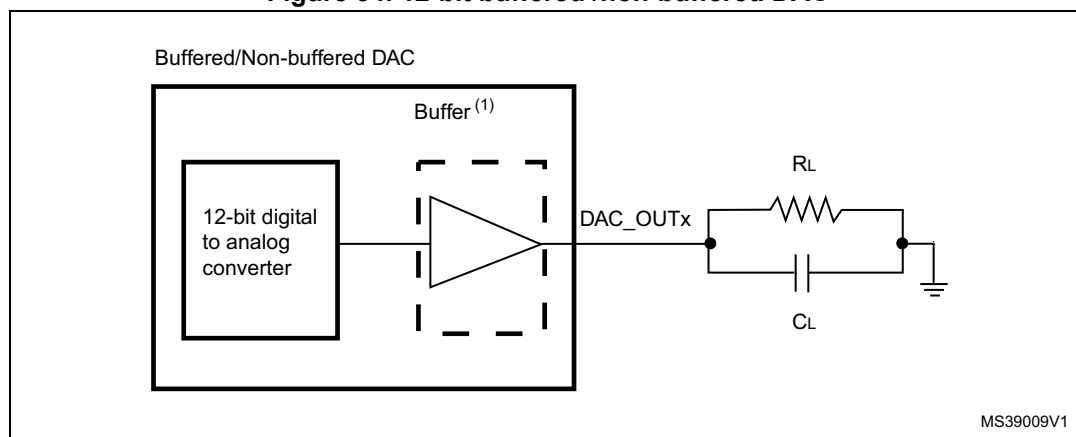 Buffered/Non-buffered DAC
Buffer (1)
12-bit digital
to analog
converter
DAC_OUTx
RL
CL
MS39009V1